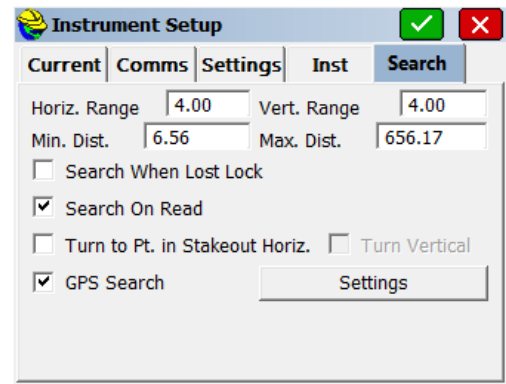 Instrument Setup
Current Comms Settings Inst Search
Horiz. Range 4.00 Vert. Range 4.00
Min. Dist. 6.56 Max. Dist. 656.17
Search When Lost Lock
Search On Read
Turn to Pt. in Stakeout Horiz. Turn Vertical
GPS Search Settings